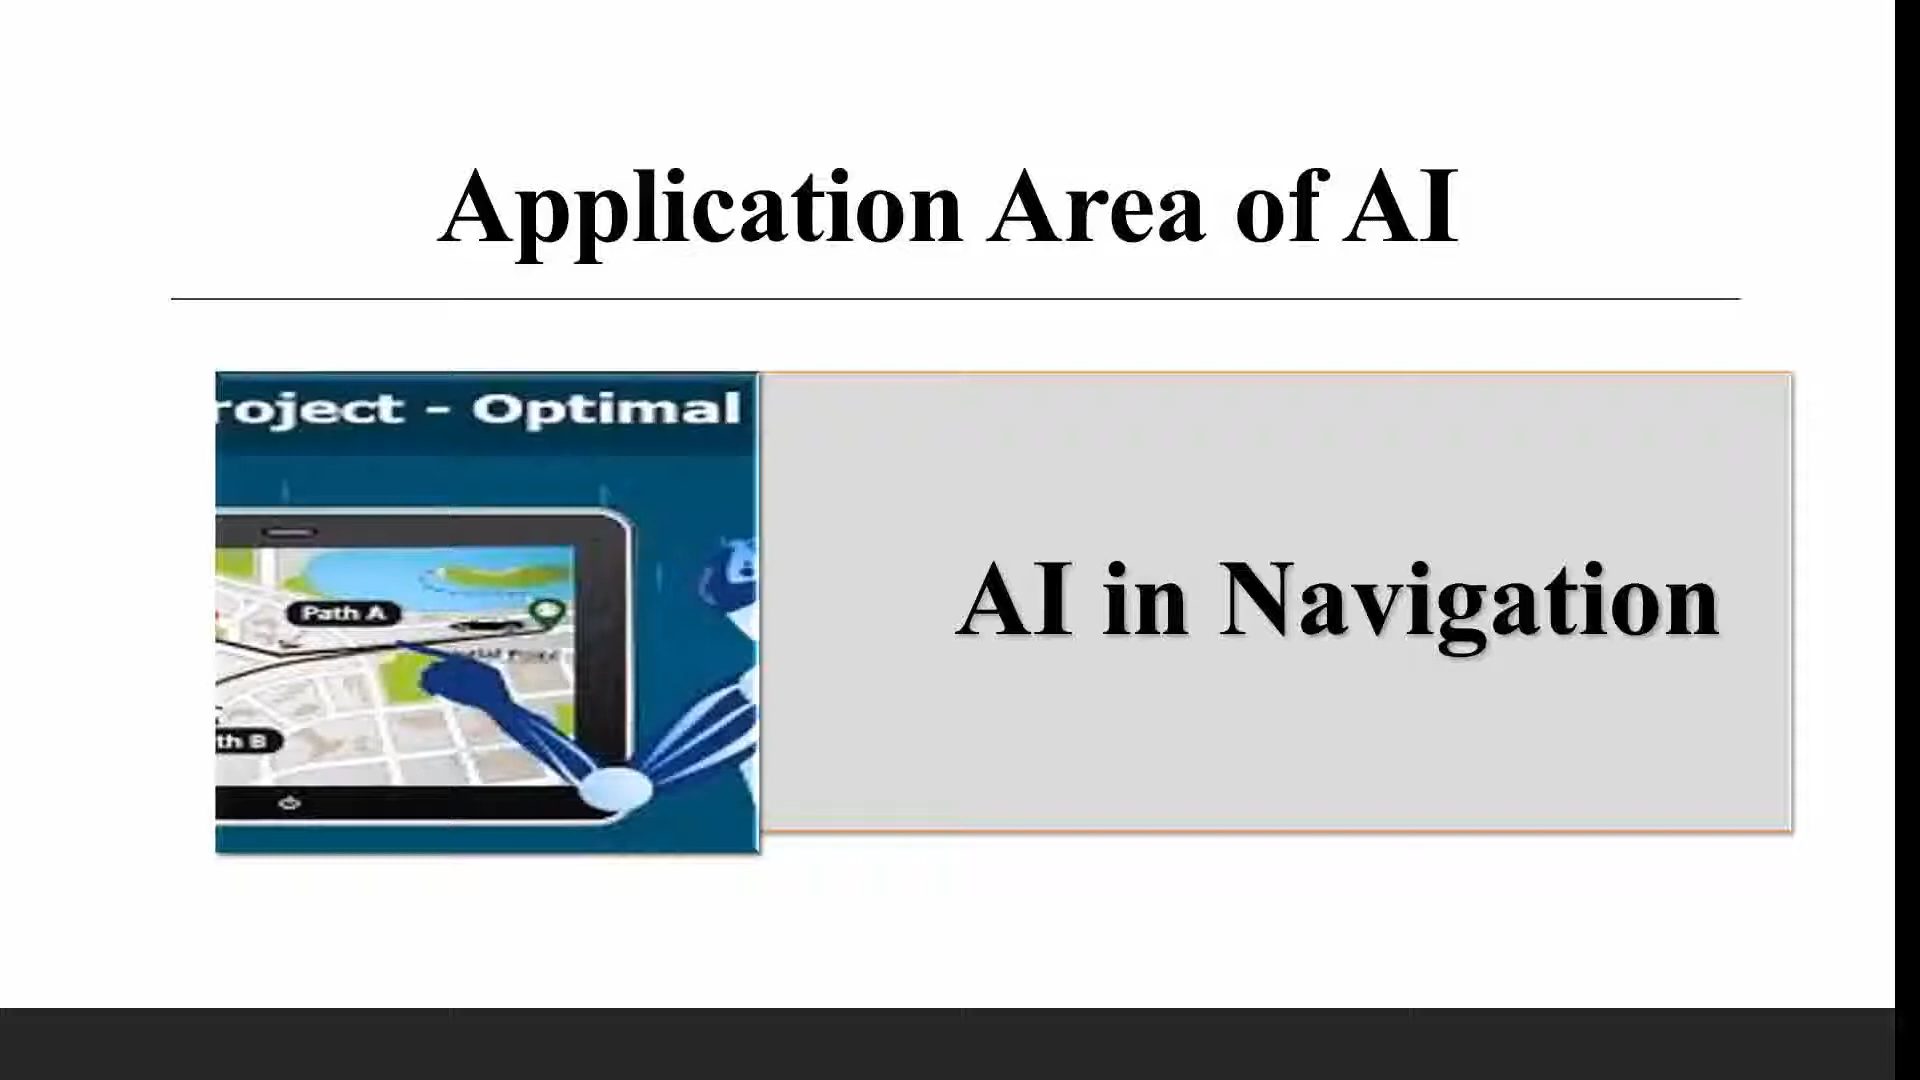 Application Area of AI
roject - Optimal
Path A
th B
AI in Navigation